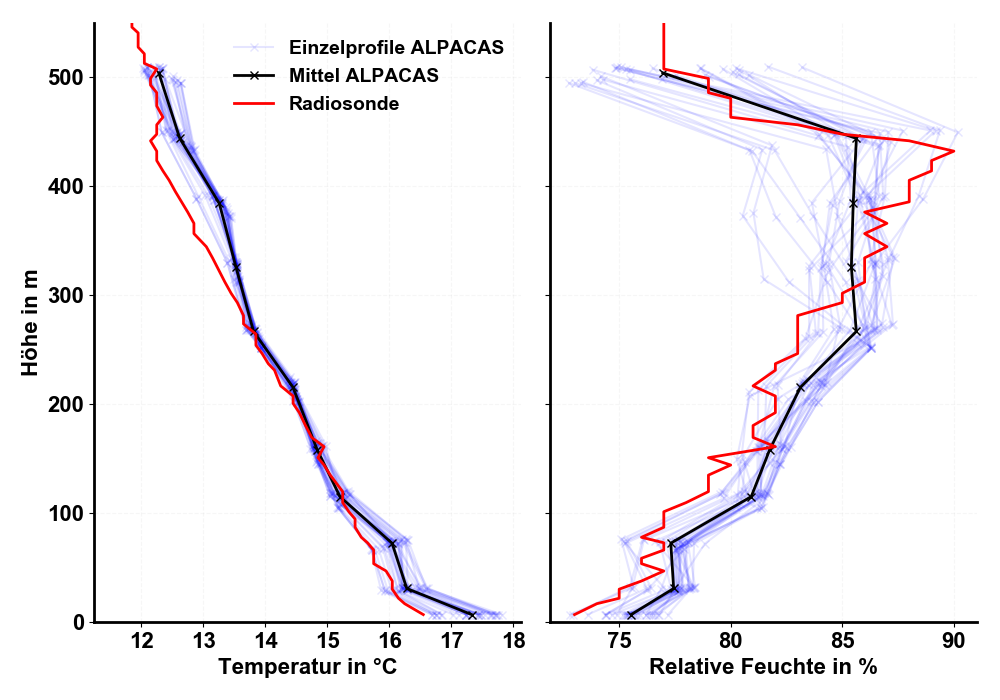 Einzelprofile ALPACAS
Mittel ALPACAS
Radiosonde
500
400
300
200
100
0
Höhe in m
12 13 14 15 16 17 18
Temperatur in °C
75 80 85 90
Relative Feuchte in %